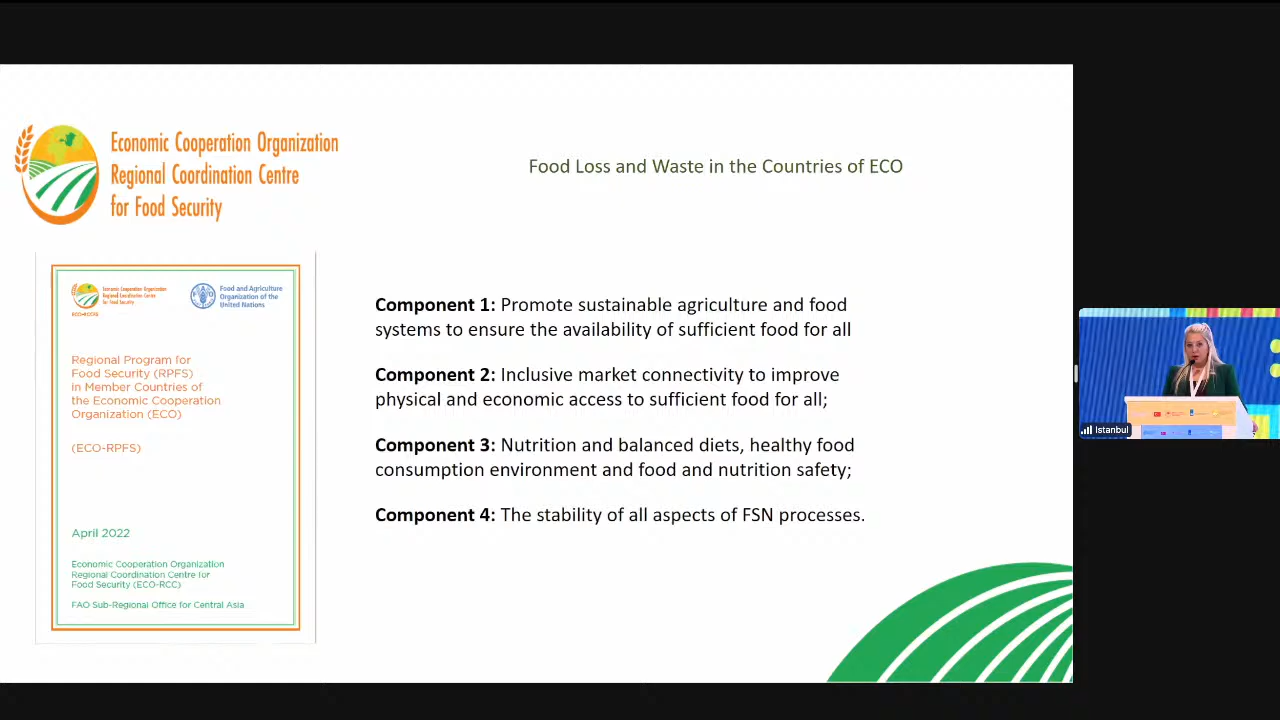 Economic Cooperation Organization
Regional Coordination Centre
for Food Security
Food Loss and Waste in the Countries of ECO
Economic Cooperation Organization
Regional Coordination Centre
for Food Security
ECO-RCCFS
Food and Agriculture
Organization of the
United Nations
Regional Program for
Food Security (RPFS)
in Member Countries of
the Economic Cooperation
Organization (ECO)
(ECO-RPFS)
April 2022
Economic Cooperation Organization
Regional Coordination Centre for
Food Security (ECO-RCC)
FAO Sub-Regional Office for Central Asia
Component 1: Promote sustainable agriculture and food
systems to ensure the availability of sufficient food for all
Component 2: Inclusive market connectivity to improve
physical and economic access to sufficient food for all;
Component 3: Nutrition and balanced diets, healthy food
consumption environment and food and nutrition safety;
Component 4: The stability of all aspects of FSN processes.
Istanbul